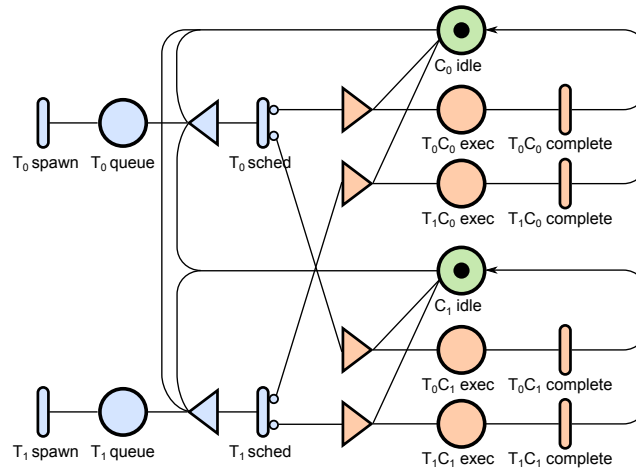 C₀ idle
T₀ spawn T₀ queue T₀ sched T₀C₀ exec T₀C₀ complete
T₁C₀ exec T₁C₀ complete
C₁ idle
T₀C₁ exec T₀C₁ complete
T₁ spawn T₁ queue T₁ sched T₁C₁ exec T₁C₁ complete